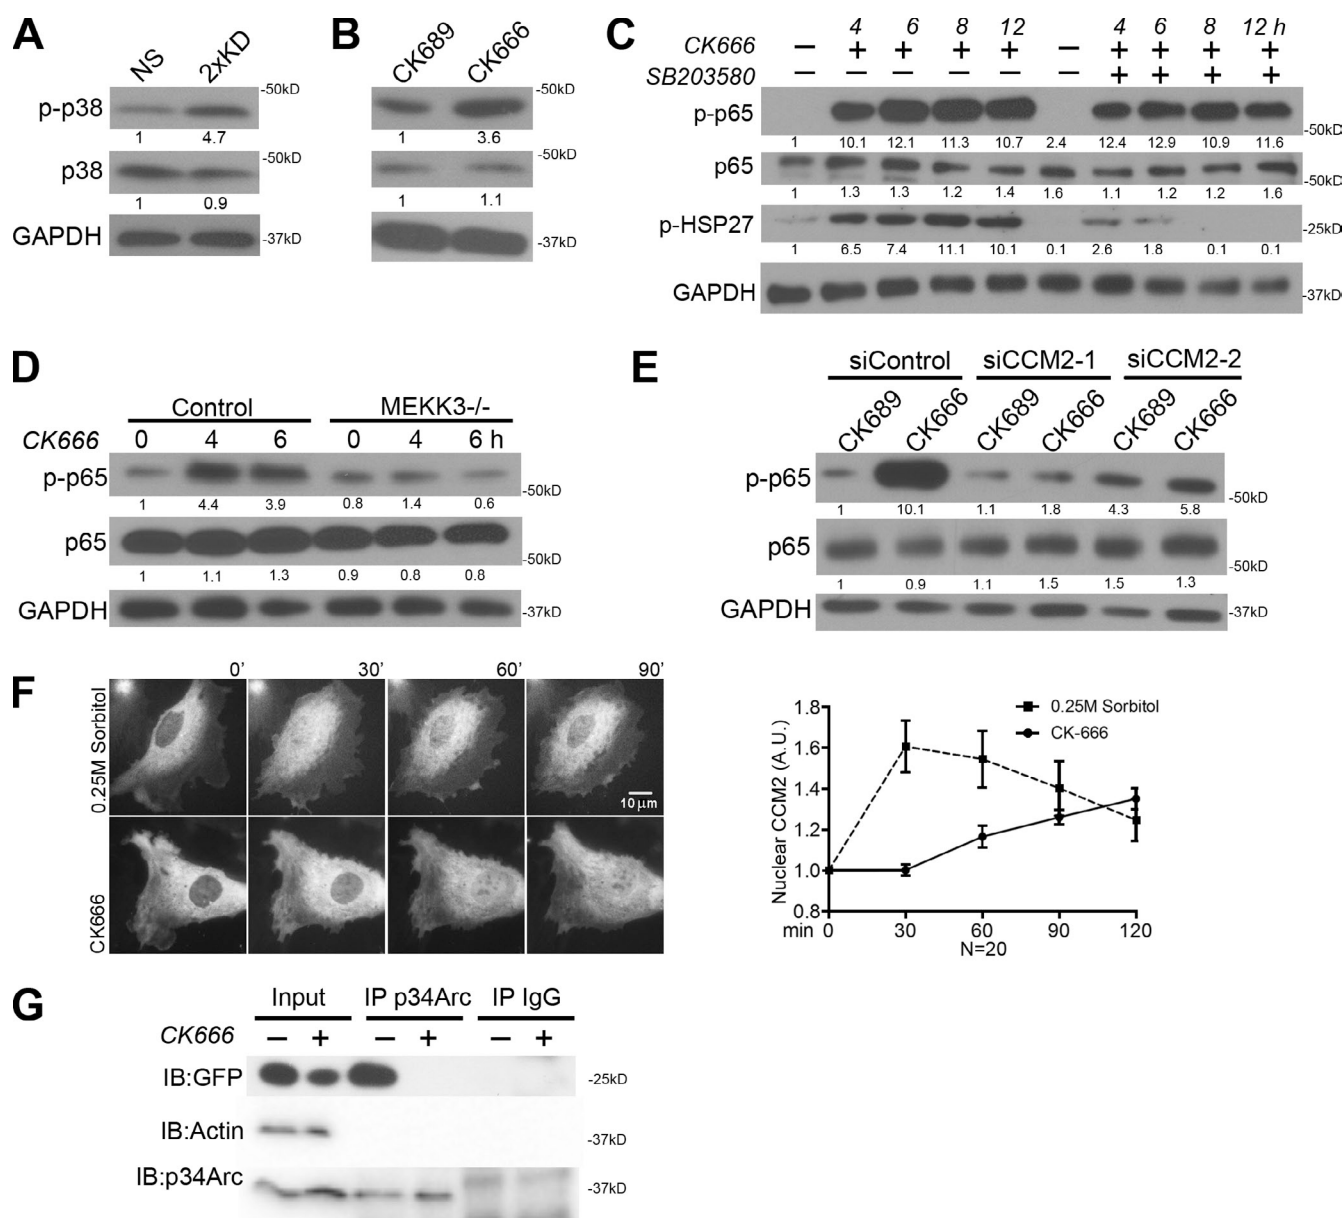 A
NS 2xKD
p-p38 -50kD
1 4.7
p38 -50kD
1 0.9
GAPDH -37kD
B
CK689 CK666
-50kD
1 3.6
-50kD
1 1.1
-37kD
C
4 6 8 12 4 6 8 12 h
CK666 – + + + + – + + + +
SB203580 – – – – – – + + + +
p-p65 -50kD
1 10.1 12.1 11.3 10.7 2.4 12.4 12.9 10.9 11.6
p65 -50kD
1 1.3 1.3 1.2 1.4 1.6 1.1 1.2 1.2 1.6
p-HSP27 -25kD
1 6.5 7.4 11.1 10.1 0.1 2.6 1.8 0.1 0.1
GAPDH -37kD
D
Control MEKK3-/-
CK666 0 4 6 0 4 6 h
p-p65 -50kD
1 4.4 3.9 0.8 1.4 0.6
p65 -50kD
1 1.1 1.3 0.9 0.8 0.8
GAPDH -37kD
E
siControl siCCM2-1 siCCM2-2
CK689 CK666 CK689 CK666 CK689 CK666
p-p65 -50kD
1 10.1 1.1 1.8 4.3 5.8
p65 -50kD
1 0.9 1.1 1.5 1.5 1.3
GAPDH -37kD
F
0' 30' 60' 90'
0.25M Sorbitol
10 µm
CK666
0.25M Sorbitol
CK-666
Nuclear CCM2 (A.U.)
1.8
1.6
1.4
1.2
1.0
0.8
min 0 30 60 90 120
N=20
G
Input IP p34Arc IP IgG
CK666 – + – + – +
IB:GFP -25kD
IB:Actin -37kD
IB:p34Arc -37kD